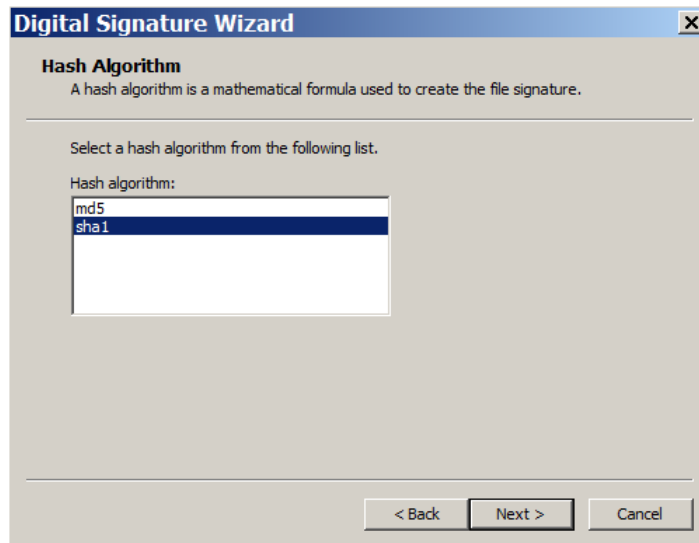 Digital Signature Wizard
Hash Algorithm
A hash algorithm is a mathematical formula used to create the file signature.
Select a hash algorithm from the following list.
Hash algorithm:
md5
sha1
< Back Next > Cancel